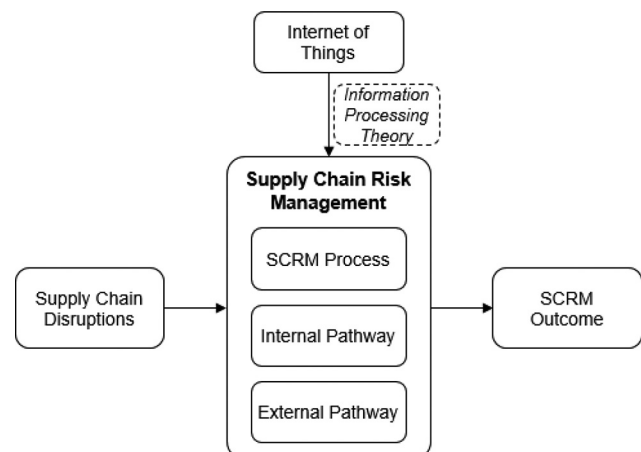 Internet of
Things
Information
Processing
Theory
Supply Chain Risk
Management
SCRM Process
Supply Chain
Disruptions
Internal Pathway
SCRM
Outcome
External Pathway